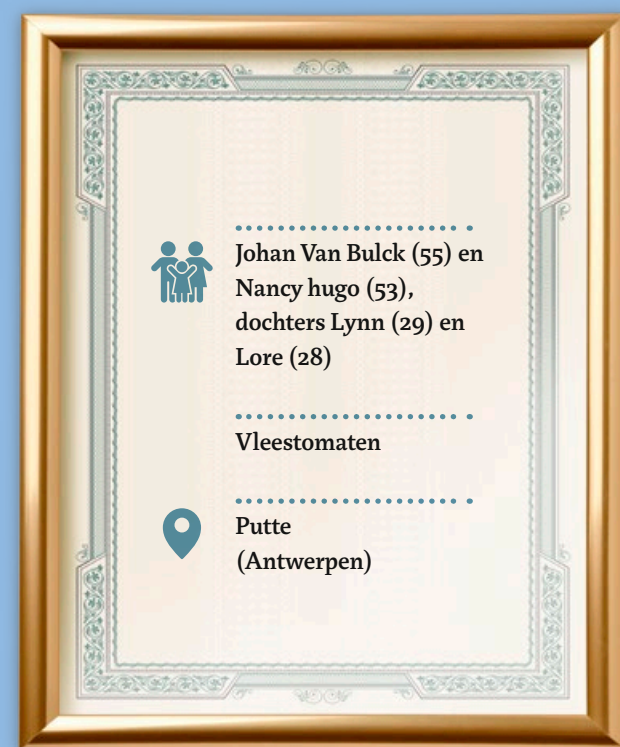 Johan Van Bulck (55) en
Nancy hugo (53),
dochters Lynn (29) en
Lore (28)
Vleestomaten
Putte
(Antwerpen)